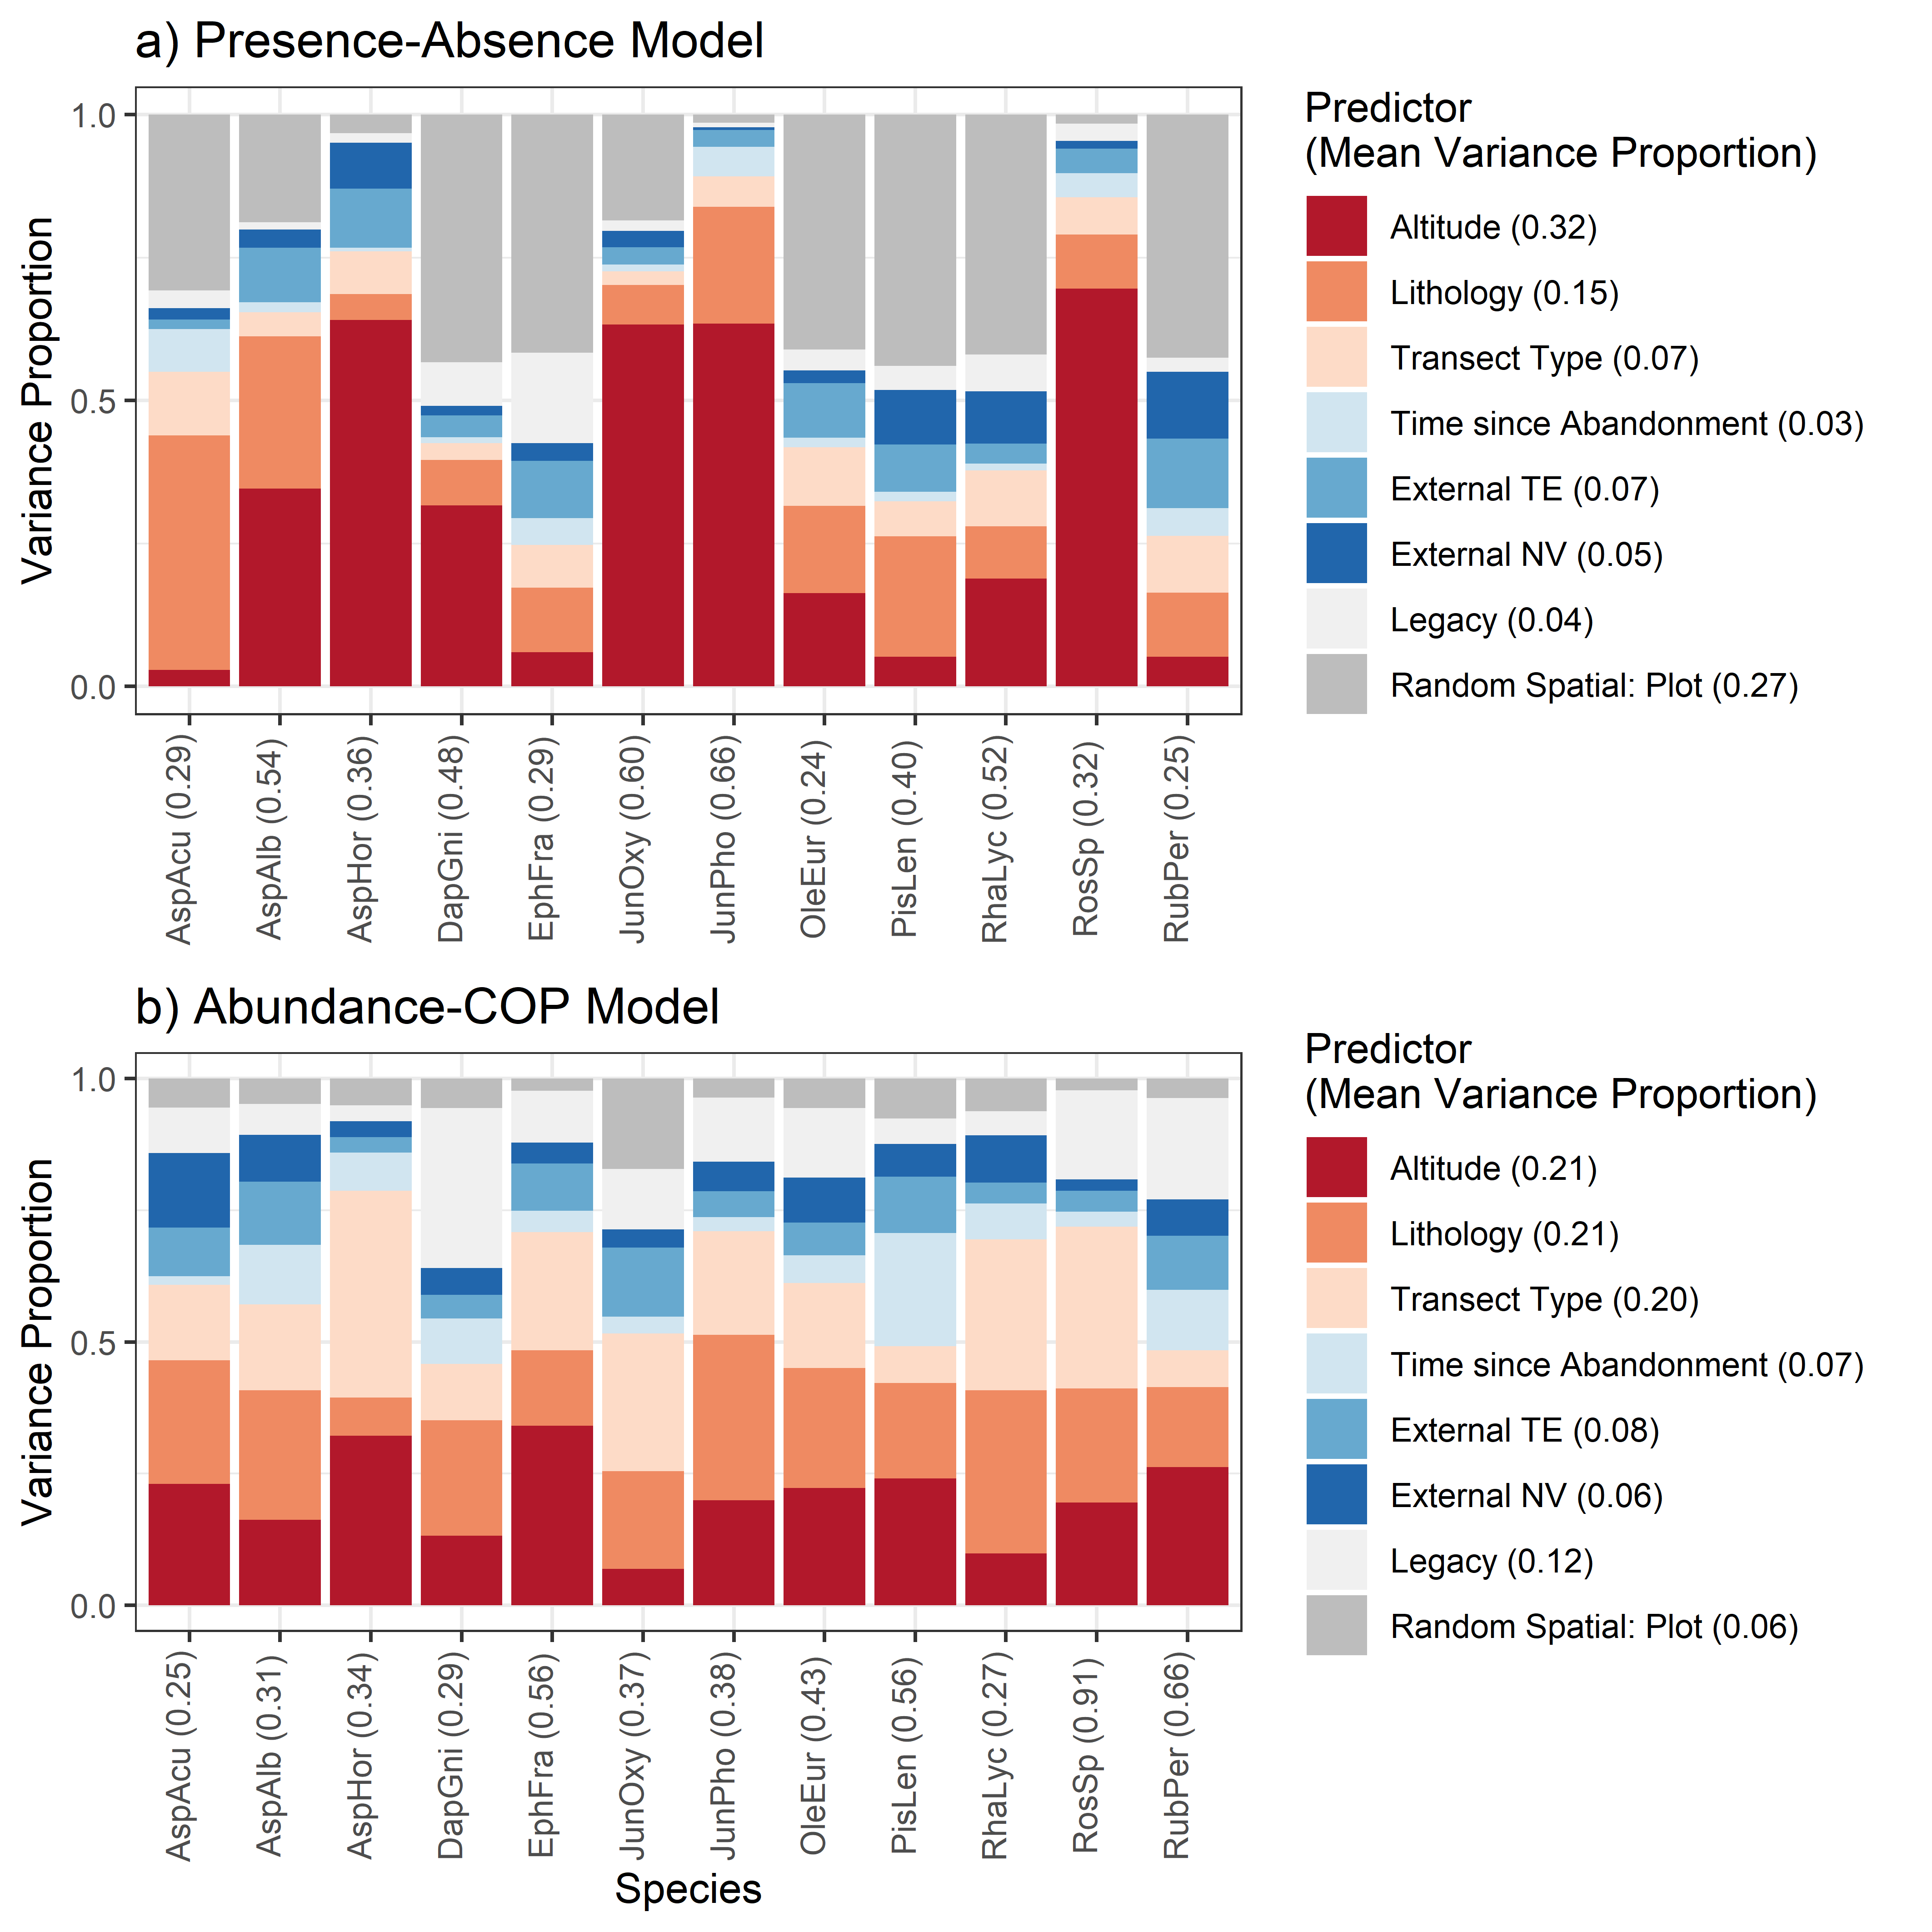 a) Presence-Absence Model
Variance Proportion
1.0
0.5
0.0
AspAcu (0.29)
AspAlb (0.54)
AspHor (0.36)
DapGni (0.48)
EphFra (0.29)
JunOxy (0.60)
JunPho (0.66)
OleEur (0.24)
PisLen (0.40)
RhaLyc (0.52)
RosSp (0.32)
RubPer (0.25)
Predictor
(Mean Variance Proportion)
Altitude (0.32)
Lithology (0.15)
Transect Type (0.07)
Time since Abandonment (0.03)
External TE (0.07)
External NV (0.05)
Legacy (0.04)
Random Spatial: Plot (0.27)
b) Abundance-COP Model
Variance Proportion
1.0
0.5
0.0
AspAcu (0.25)
AspAlb (0.31)
AspHor (0.34)
DapGni (0.29)
EphFra (0.56)
JunOxy (0.37)
JunPho (0.38)
OleEur (0.43)
PisLen (0.56)
RhaLyc (0.27)
RosSp (0.91)
RubPer (0.66)
Species
Predictor
(Mean Variance Proportion)
Altitude (0.21)
Lithology (0.21)
Transect Type (0.20)
Time since Abandonment (0.07)
External TE (0.08)
External NV (0.06)
Legacy (0.12)
Random Spatial: Plot (0.06)